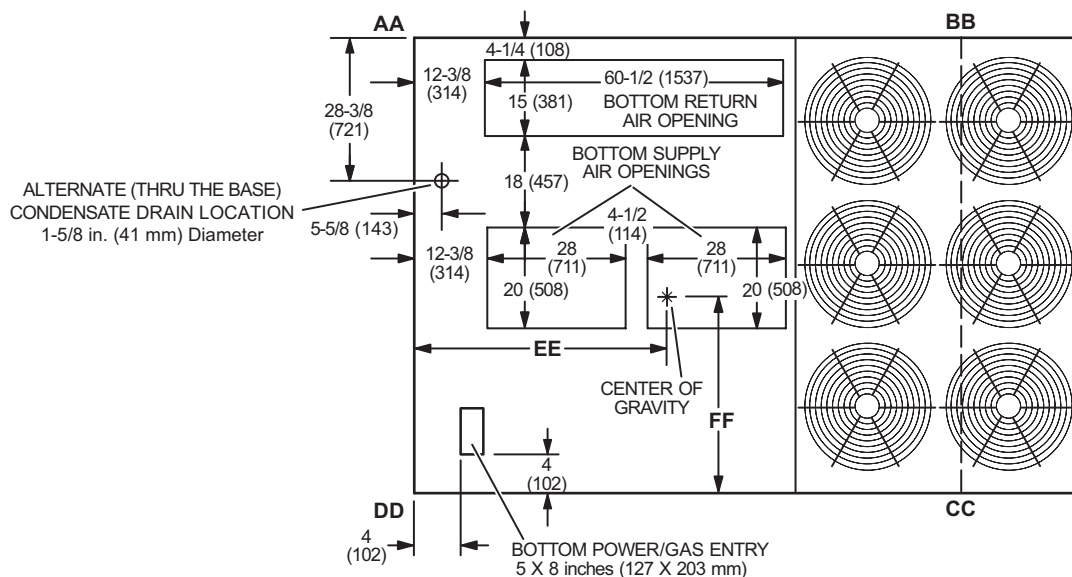 AA
BB
4-1/4 (108)
12-3/8
(314)
60-1/2 (1537)
28-3/8
(721)
15 (381)
BOTTOM RETURN
AIR OPENING
BOTTOM SUPPLY
AIR OPENINGS
18 (457)
ALTERNATE (THRU THE BASE)
CONDENSATE DRAIN LOCATION
1-5/8 in. (41 mm) Diameter
5-5/8 (143)
4-1/2
(114)
12-3/8
(314)
28
(711)
28
(711)
20 (508)
20 (508)
EE
CENTER OF
GRAVITY
FF
4
(102)
DD
CC
4
(102)
BOTTOM POWER/GAS ENTRY
5 X 8 inches (127 X 203 mm)